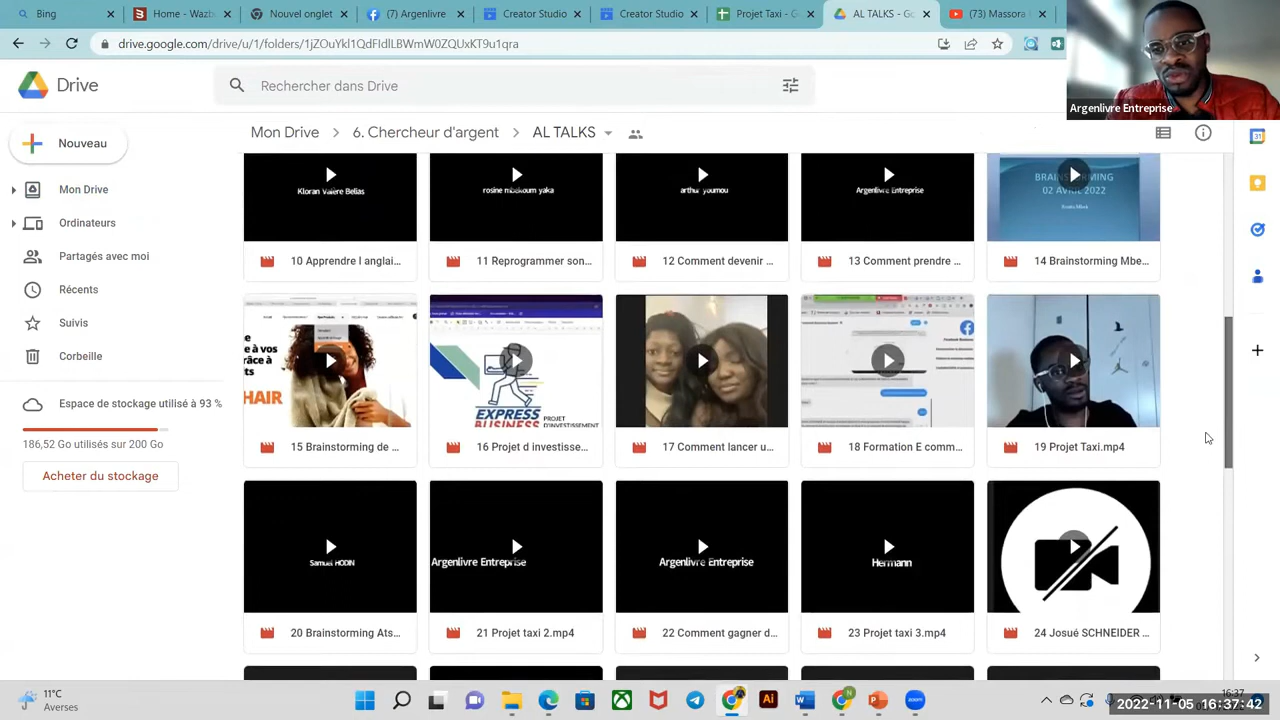 Bing
Home - Wazb
Nouvel onglet
(7) Argenlivre
Creator Studio
Creator Studio
Projet Taxi - G
AL TALKS - Go
(73) Massora
drive.google.com/drive/u/1/folders/1jZOuYkl1QdFIdlLBWmW0ZQUxKT9u1qra
Argenlivre Entreprise
Drive
Rechercher dans Drive
Nouveau
Mon Drive
6. Chercheur d'argent
AL TALKS
Mon Drive
Ordinateurs
Partagés avec moi
Récents
Suivis
Corbeille
Espace de stockage utilisé à 93 %
186,52 Go utilisés sur 200 Go
Acheter du stockage
Kloran Valère Belias
rosine mbekoum yaka
arthur youmou
Argenlivre Entreprise
BRAINSTORMING
02 AVRIL 2022
10 Apprendre l anglai...
11 Reprogrammer son...
12 Comment devenir ...
13 Comment prendre ...
14 Brainstorming Mbe...
HAIR
EXPRESS
BUSINESS
PROJET
D'INVESTISSEMENT
15 Brainstorming de ...
16 Projet d investisse...
17 Comment lancer u...
18 Formation E comm...
19 Projet Taxi.mp4
Samuel HODIN
Argenlivre Entreprise
Argenlivre Entreprise
Hermann
20 Brainstorming Ats...
21 Projet taxi 2.mp4
22 Comment gagner d...
23 Projet taxi 3.mp4
24 Josué SCHNEIDER ...
11°C
Averses
16:37
2022-11-05 16:37:42